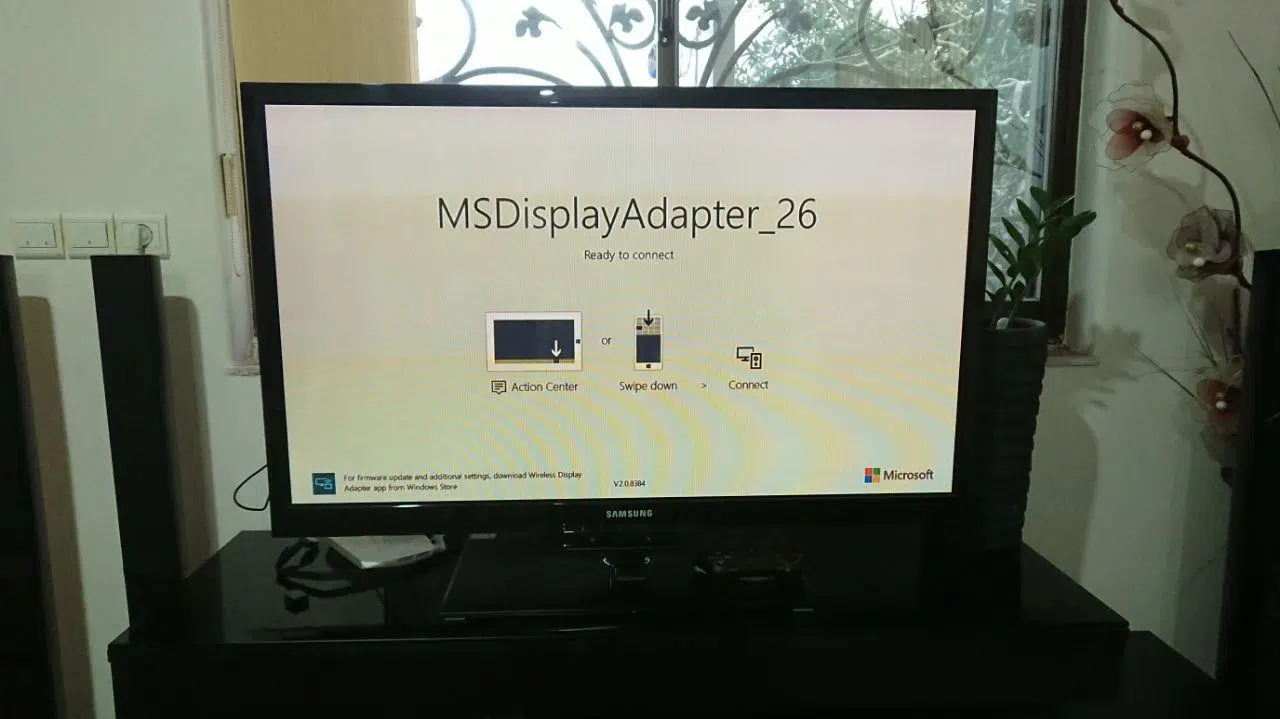 MSDisplayAdapter_26
Ready to connect
or
Action Center
Swipe down > Connect
For firmware update and additional settings, download Wireless Display
Adapter app from Windows Store
V2.0.8384
Microsoft
SAMSUNG